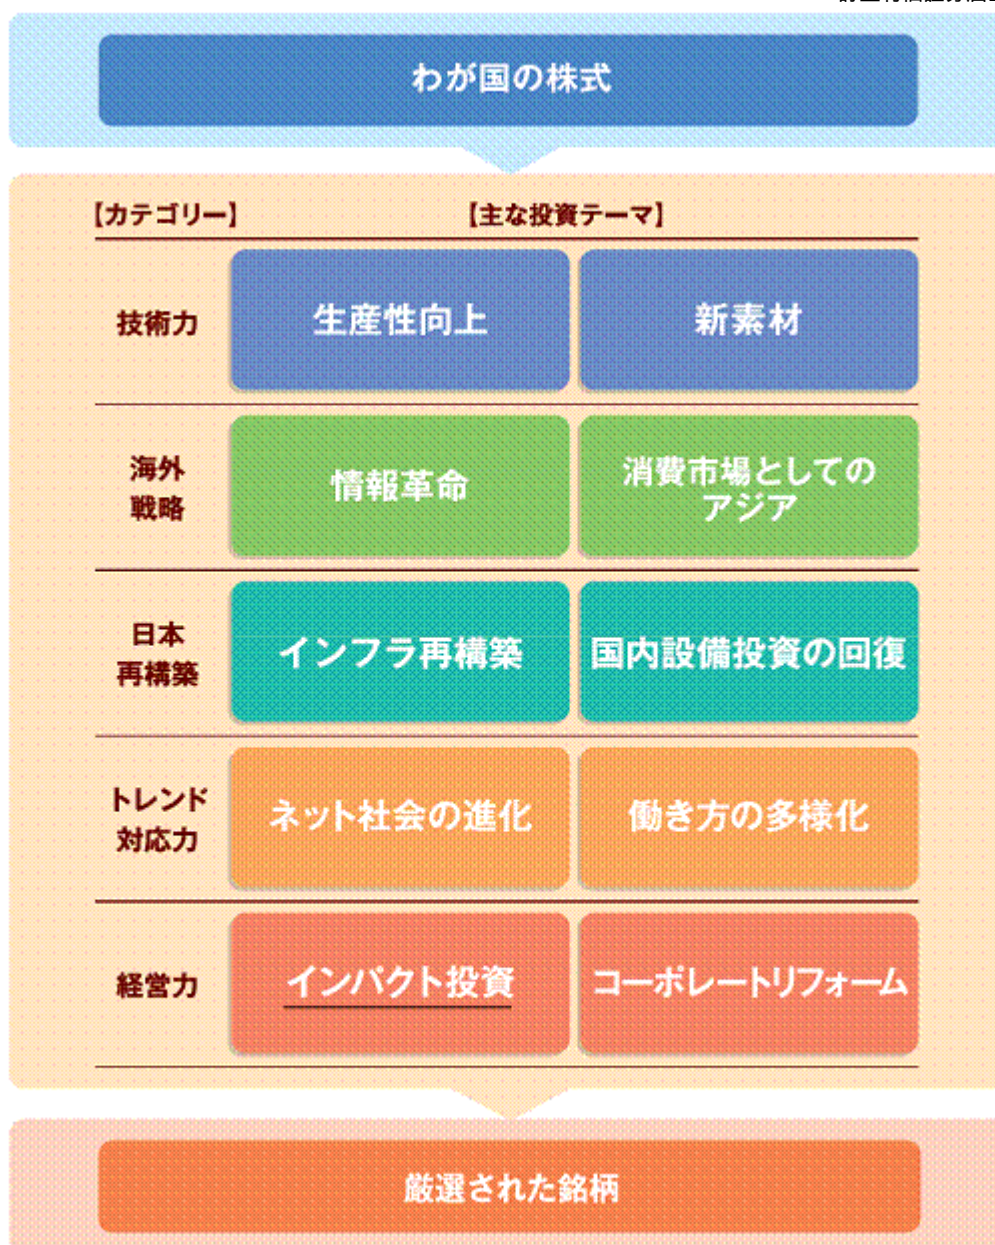 わが国の株式
【カテゴリー】 【主な投資テーマ】
技術力 生産性向上 新素材
海外
戦略
情報革命
消費市場としての
アジア
日本
再構築
インフラ再構築 国内設備投資の回復
トレンド
対応力
ネット社会の進化 働き方の多様化
経営力 インパクト投資 コーポレートリフォーム
厳選された銘柄